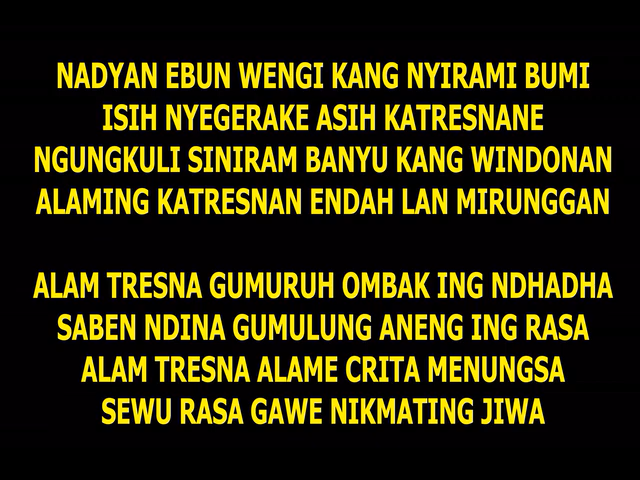 NADYAN EBUN WENGI KANG NYIRAMI BUMI
ISIH NYEGERAKE ASIH KATRESNANE
NGUNGKULI SINIRAM BANYU KANG WINDONAN
ALAMING KATRESNAN ENDAH LAN MIRUNGGAN
ALAM TRESNA GUMURUH OMBAK ING NDHADHA
SABEN NDINA GUMULUNG ANENG ING RASA
ALAM TRESNA ALAME CRITA MENUNGSA
SEWU RASA GAWE NIKMATING JIWA